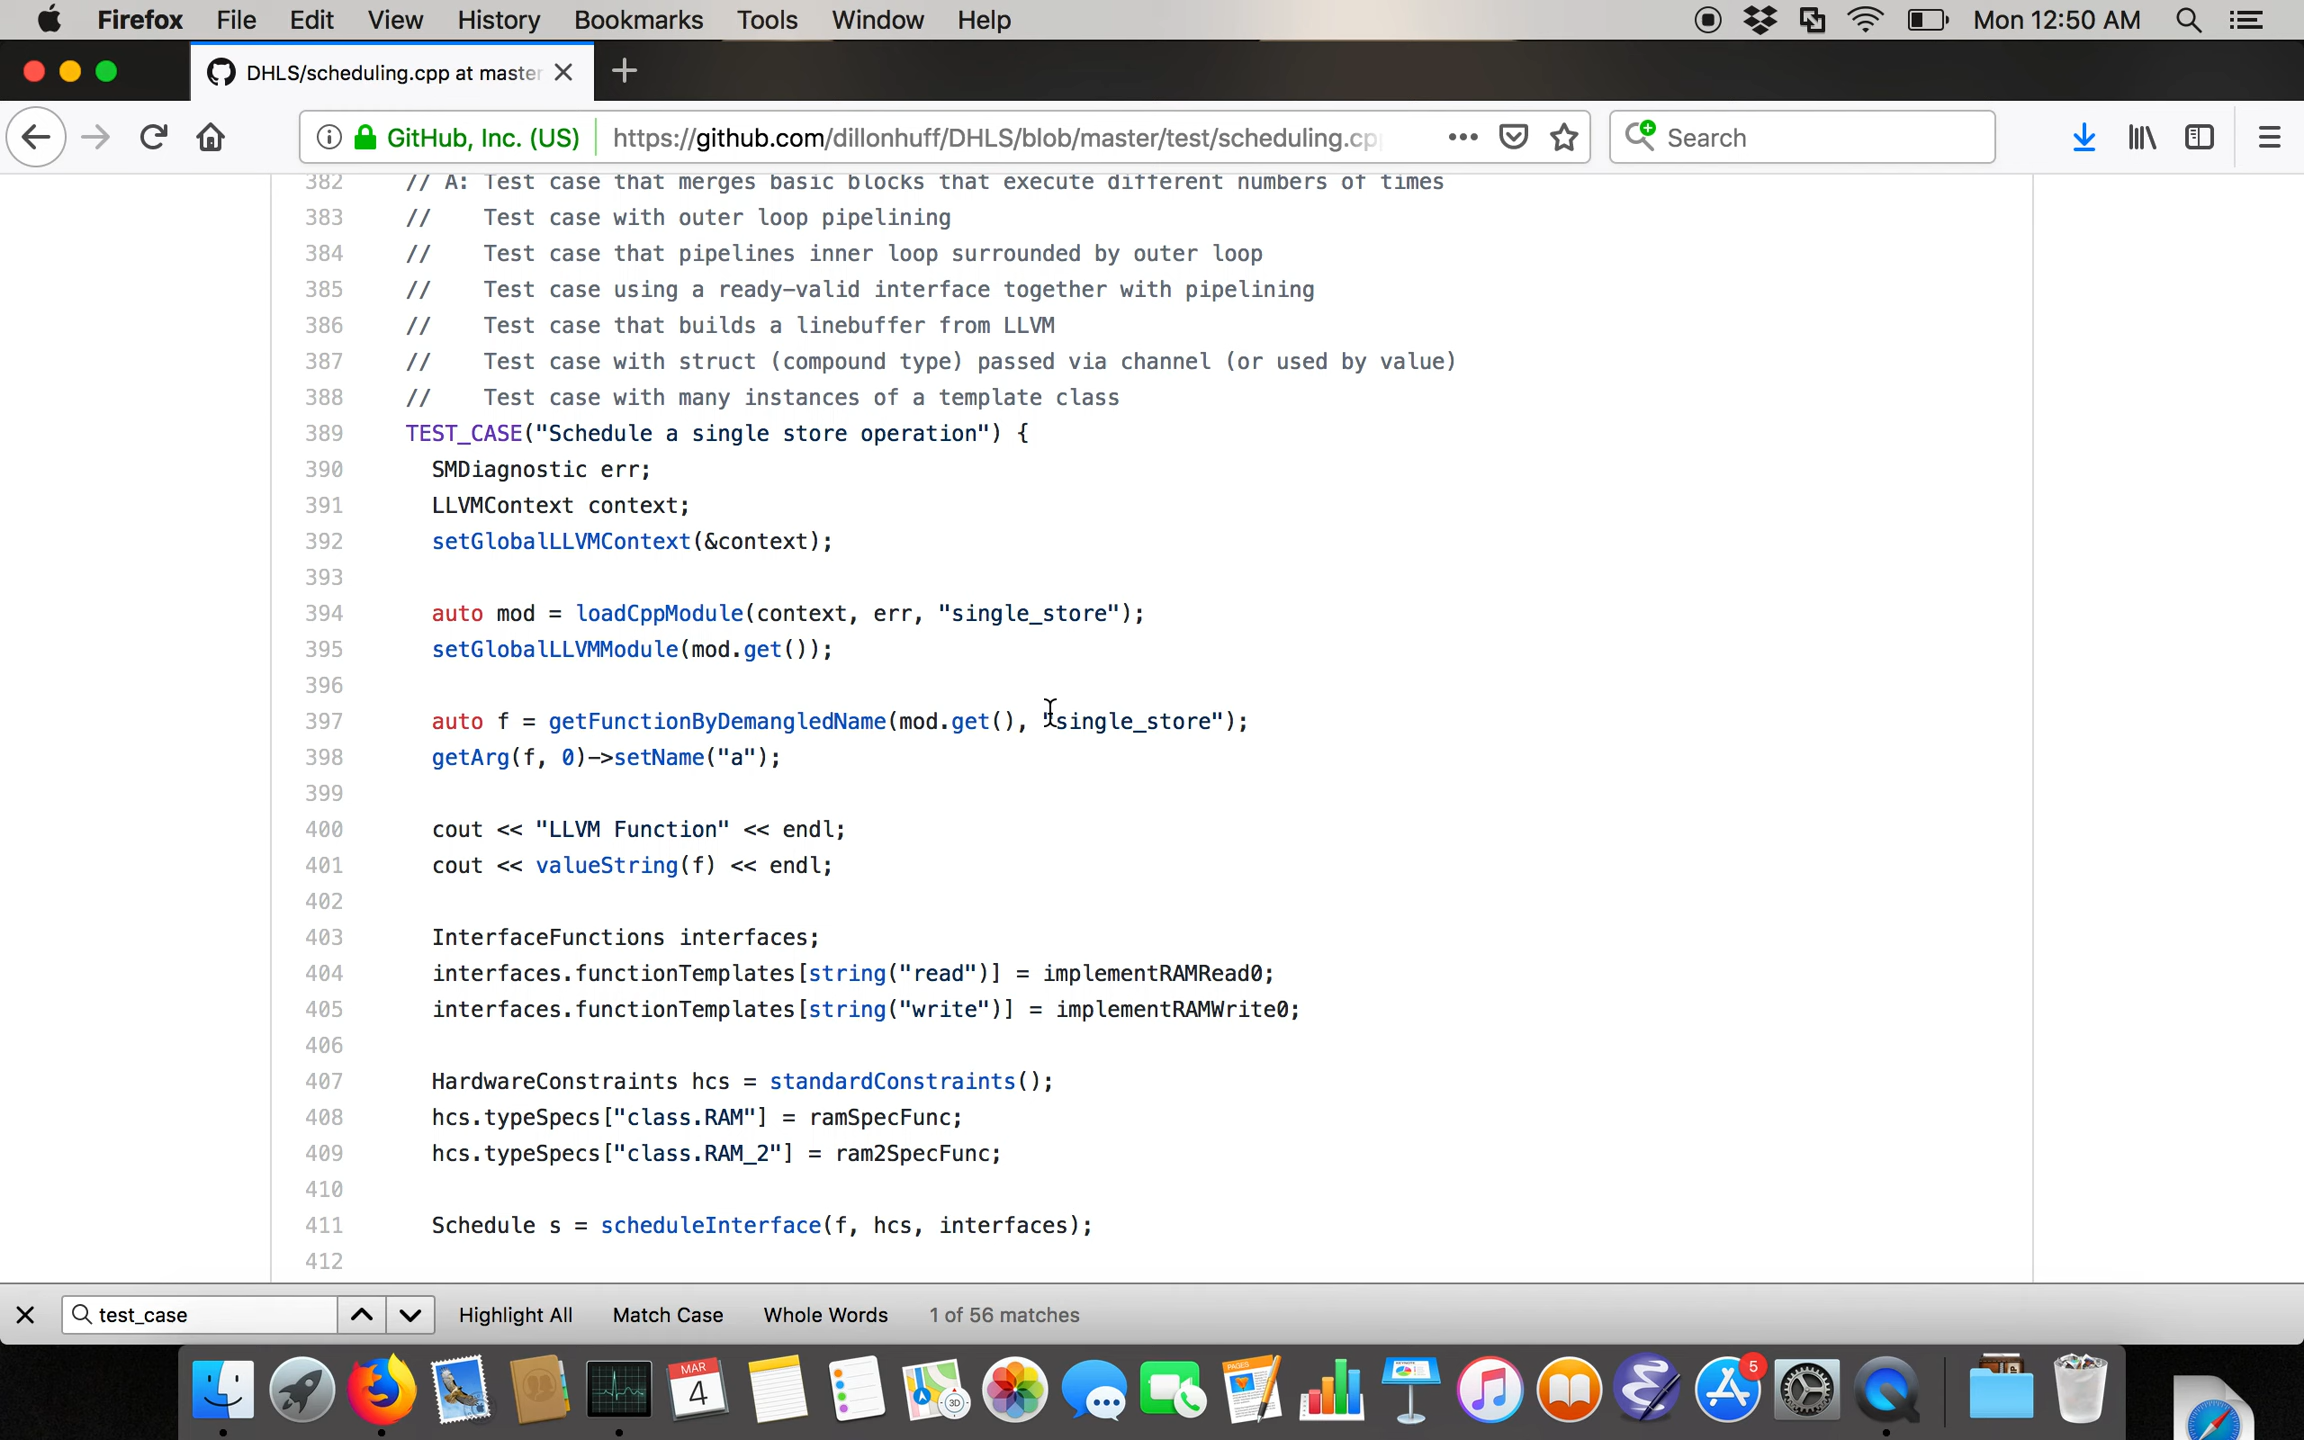 Firefox File Edit View History Bookmarks Tools Window Help Mon 12:50 AM
DHLS/scheduling.cpp at master
GitHub, Inc. (US) https://github.com/dillonhuff/DHLS/blob/master/test/scheduling.cp Search
382 // A: Test case that merges basic blocks that execute different numbers of times
383 // Test case with outer loop pipelining
384 // Test case that pipelines inner loop surrounded by outer loop
385 // Test case using a ready-valid interface together with pipelining
386 // Test case that builds a linebuffer from LLVM
387 // Test case with struct (compound type) passed via channel (or used by value)
388 // Test case with many instances of a template class
389 TEST_CASE("Schedule a single store operation") {
390 SMDiagnostic err;
391 LLVMContext context;
392 setGlobalLLVMContext(&context);
393
394 auto mod = loadCppModule(context, err, "single_store");
395 setGlobalLLVMModule(mod.get());
396
397 auto f = getFunctionByDemangledName(mod.get(), "single_store");
398 getArg(f, 0)->setName("a");
399
400 cout << "LLVM Function" << endl;
401 cout << valueString(f) << endl;
402
403 InterfaceFunctions interfaces;
404 interfaces.functionTemplates[string("read")] = implementRAMRead0;
405 interfaces.functionTemplates[string("write")] = implementRAMWrite0;
406
407 HardwareConstraints hcs = standardConstraints();
408 hcs.typeSpecs["class.RAM"] = ramSpecFunc;
409 hcs.typeSpecs["class.RAM_2"] = ram2SpecFunc;
410
411 Schedule s = scheduleInterface(f, hcs, interfaces);
412
test_case Highlight All Match Case Whole Words 1 of 56 matches
MAR
4
3D
PAGES
5